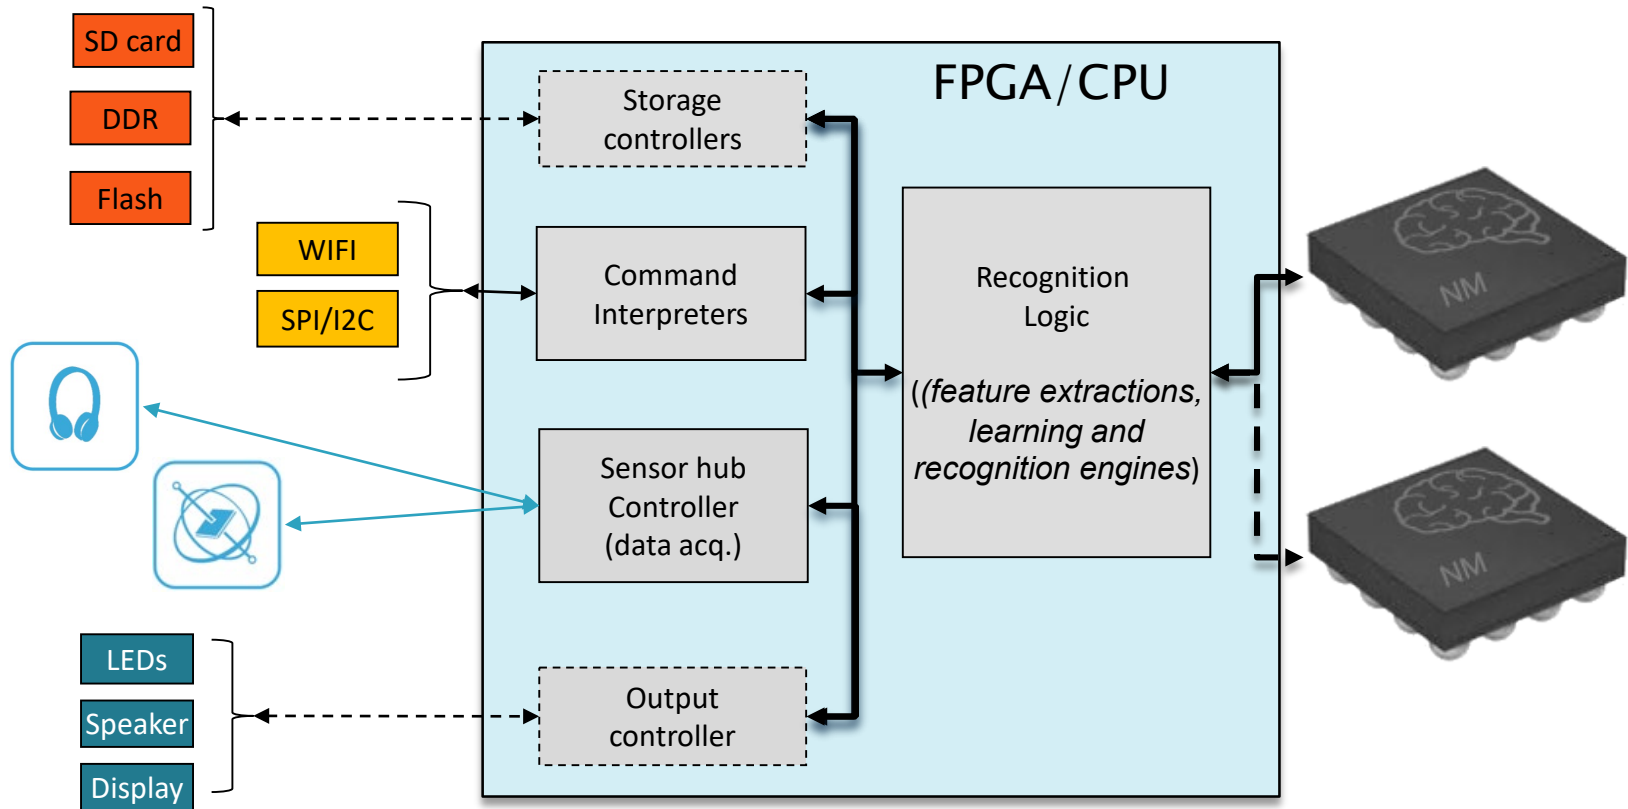 SD card
DDR
Flash
WIFI
SPI/I2C
LEDs
Speaker
Display
FPGA/CPU
Storage
controllers
Command
Interpreters
Sensor hub
Controller
(data acq.)
Output
controller
Recognition
Logic
((feature extractions,
learning and
recognition engines)
NM
NM